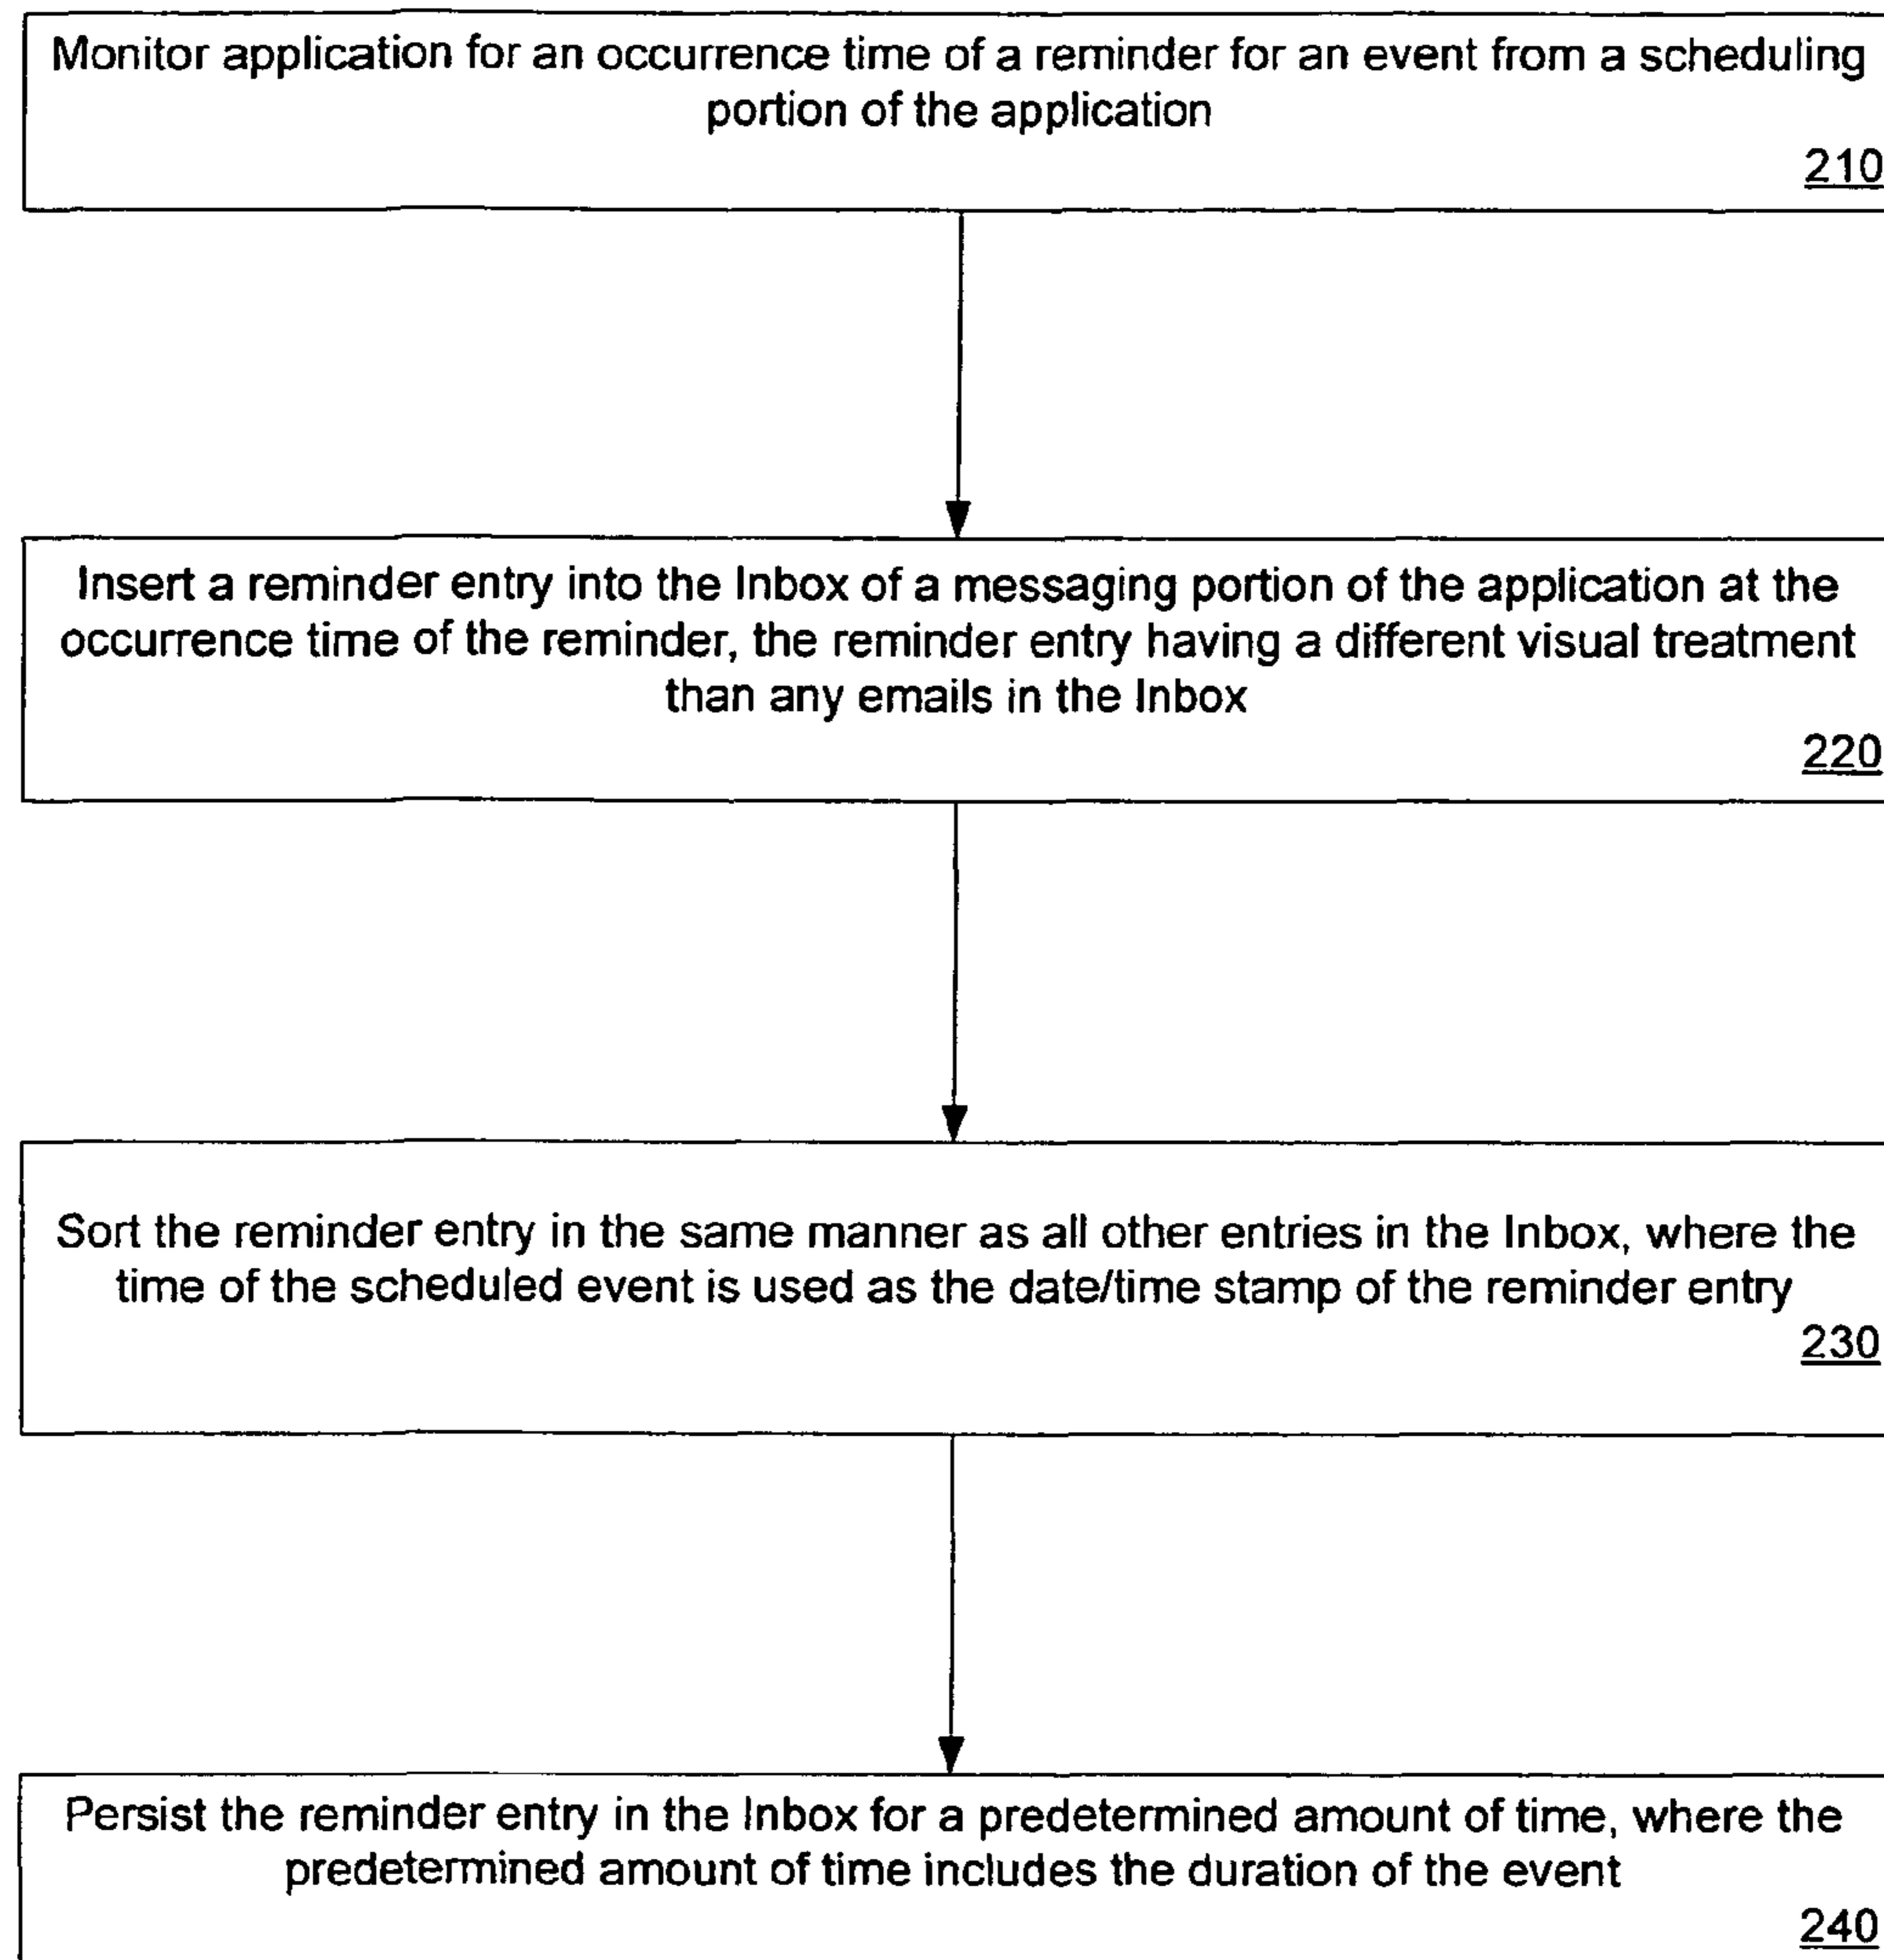 Monitor application for an occurrence time of a reminder for an event from a scheduling
portion of the application
210
Insert a reminder entry into the Inbox of a messaging portion of the application at the
occurrence time of the reminder, the reminder entry having a different visual treatment
than any emails in the Inbox
220
Sort the reminder entry in the same manner as all other entries in the Inbox, where the
time of the scheduled event is used as the date/time stamp of the reminder entry
230
Persist the reminder entry in the Inbox for a predetermined amount of time, where the
predetermined amount of time includes the duration of the event
240